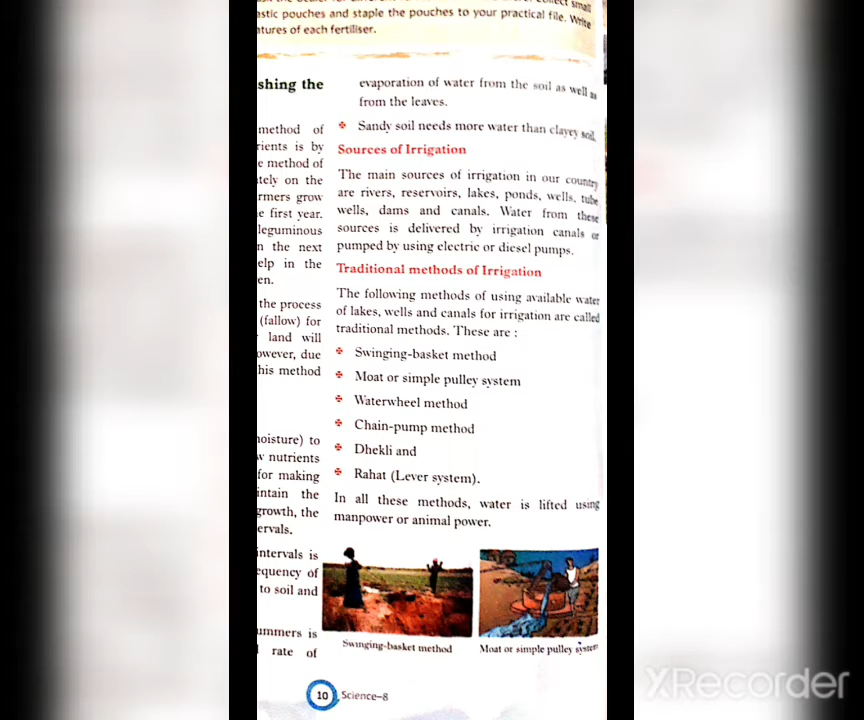 astic pouches and staple the pouches to your practical file. Write
atures of each fertiliser.
shing the
method of
rients is by
e method of
tely on the
rmers grow
e first year.
leguminous
n the next
elp in the
en.
the process
(fallow) for
land will
owever, due
his method
noisture) to
w nutrients
for making
intain the
growth, the
ervals.
intervals is
equency of
to soil and
ummers is
rate of
evaporation of water from the soil as well as
from the leaves.
Sandy soil needs more water than clayey soil.
Sources of Irrigation
The main sources of irrigation in our country
are rivers, reservoirs, lakes, ponds, wells, tube
wells, dams and canals. Water from these
sources is delivered by irrigation canals or
pumped by using electric or diesel pumps.
Traditional methods of Irrigation
The following methods of using available water
of lakes, wells and canals for irrigation are called
traditional methods. These are :
Swinging-basket method
Moat or simple pulley system
Waterwheel method
Chain-pump method
Dhekli and
Rahat (Lever system).
In all these methods, water is lifted using
manpower or animal power.
Swinging-basket method
Moat or simple pulley system
10 Science–8
XRecorder